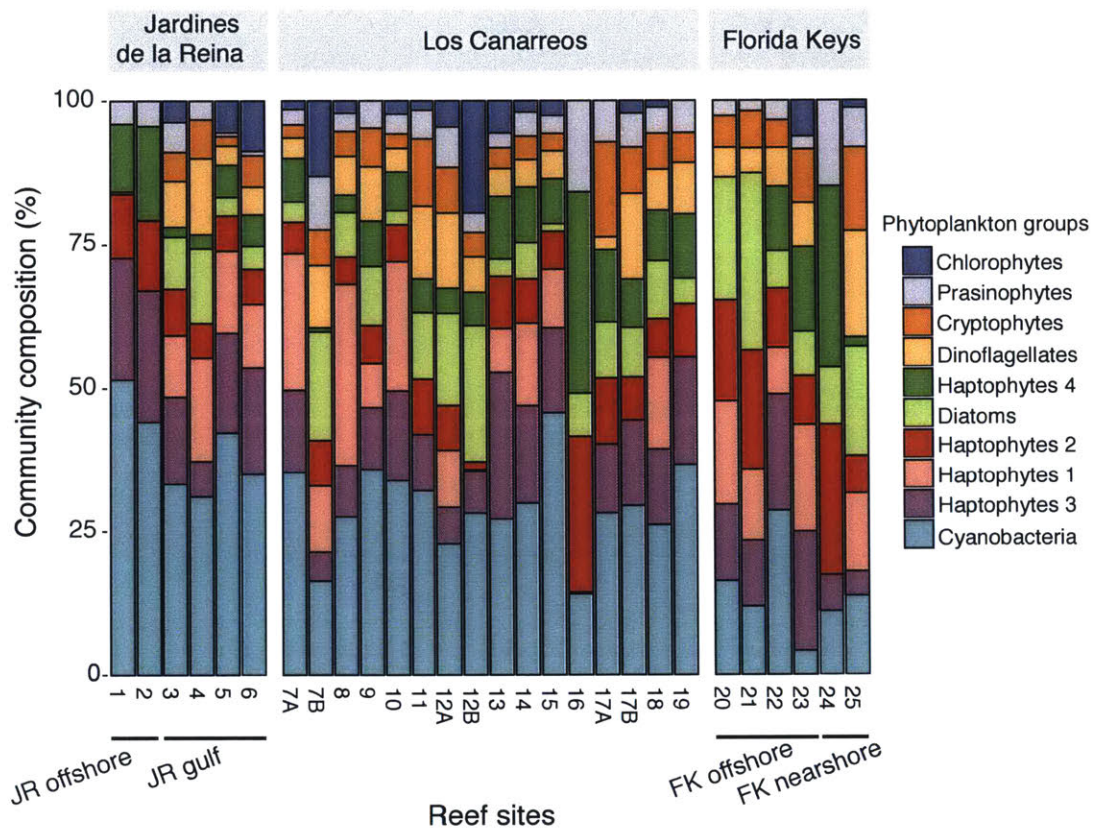 Jardines
de la Reina
Los Canarreos
Florida Keys
Community composition (%)
100
75
50
25
0
Phytoplankton groups
Chlorophytes
Prasinophytes
Cryptophytes
Dinoflagellates
Haptophytes 4
Diatoms
Haptophytes 2
Haptophytes 1
Haptophytes 3
Cyanobacteria
1 2 3 4 5 6 7A 7B 8 9 10 11 12A 12B 13 14 15 16 17A 17B 18 19 20 21 22 23 24 25
JR offshore
JR gulf
FK offshore
FK nearshore
Reef sites